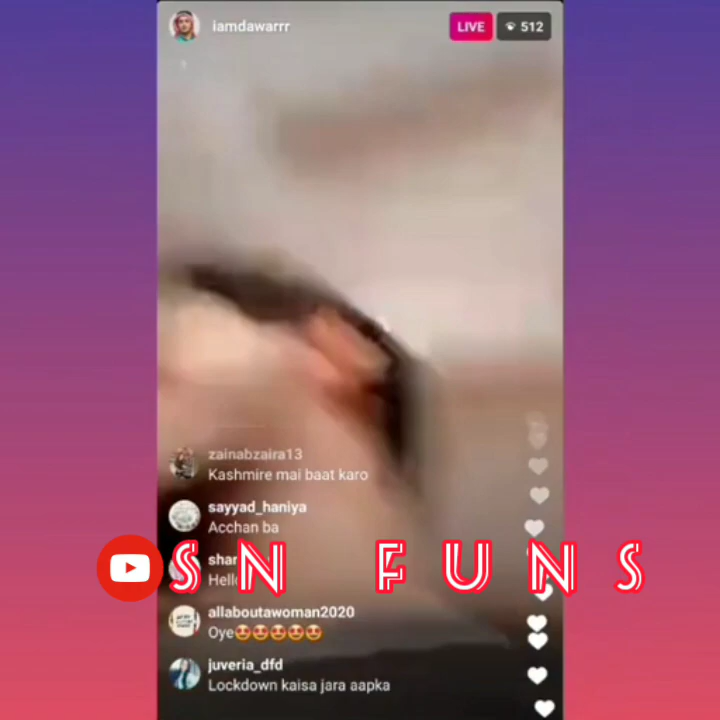 iamdawarrr
LIVE
512
zainabzaira13
Kashmire mai baat karo
sayyad_haniya
Acchan ba
SN FUNS
allaboutawoman2020
Oye😍😍😍😍😍
juveria_dfd
Lockdown kaisa jara aapka